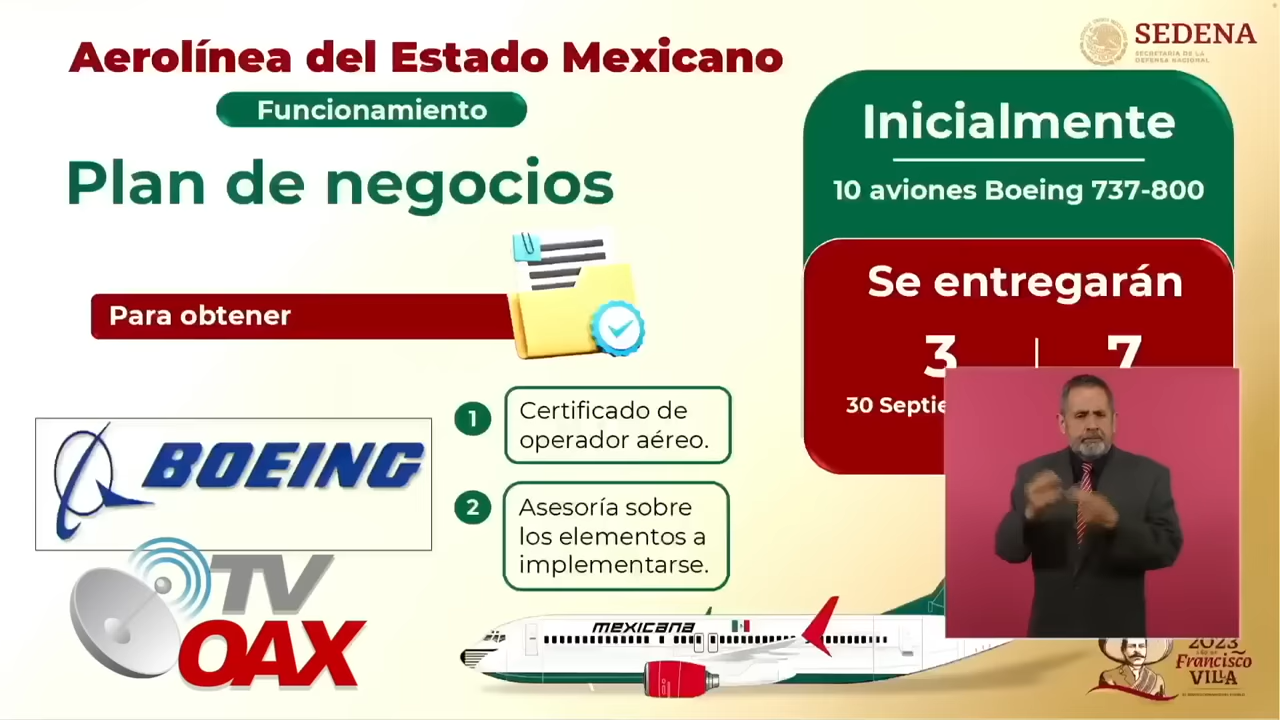 Aerolínea del Estado Mexicano
Funcionamiento
Plan de negocios
Para obtener
BOEING
1
Certificado de
operador aéreo.
2
Asesoría sobre
los elementos a
implementarse.
TV
OAX
SEDENA
SECRETARÍA DE LA
DEFENSA NACIONAL
Inicialmente
10 aviones Boeing 737-800
Se entregarán
3
7
30 Septie
mexicana
2023
Francisco
VILLA